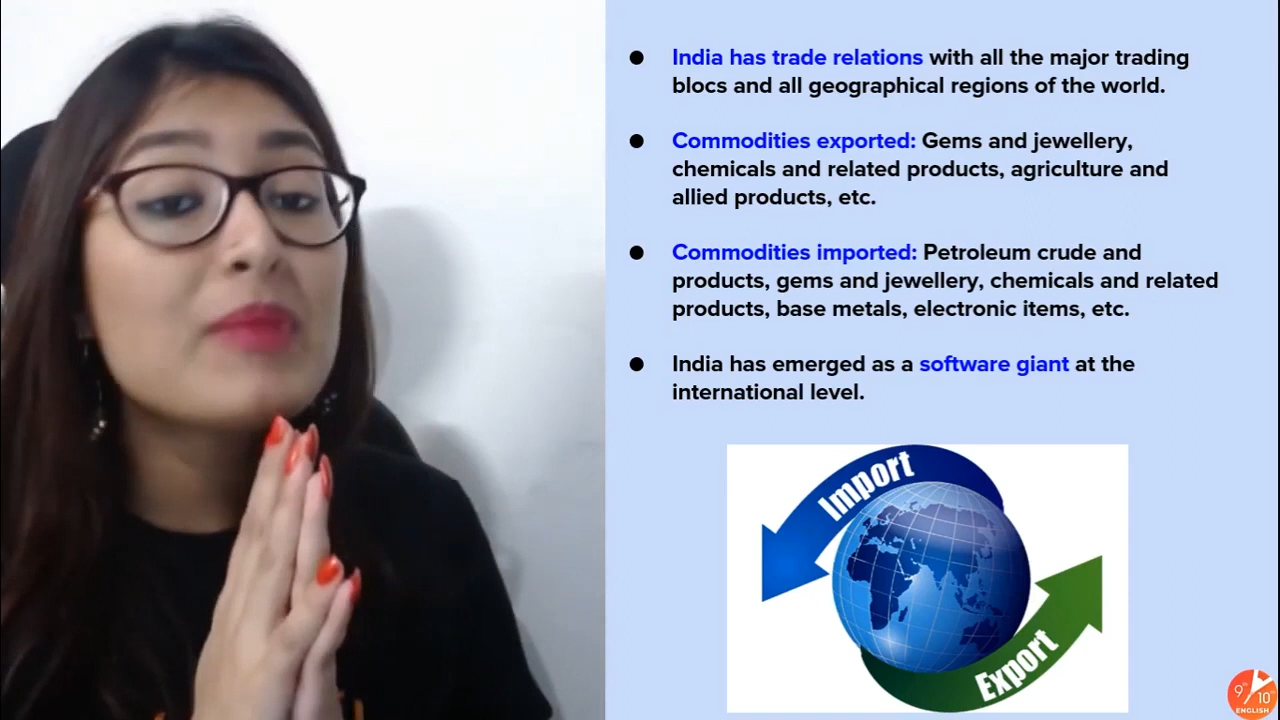 ● India has trade relations with all the major trading
blocs and all geographical regions of the world.
● Commodities exported: Gems and jewellery,
chemicals and related products, agriculture and
allied products, etc.
● Commodities imported: Petroleum crude and
products, gems and jewellery, chemicals and related
products, base metals, electronic items, etc.
● India has emerged as a software giant at the
international level.
Import
Export
9th 10th
ENGLISH